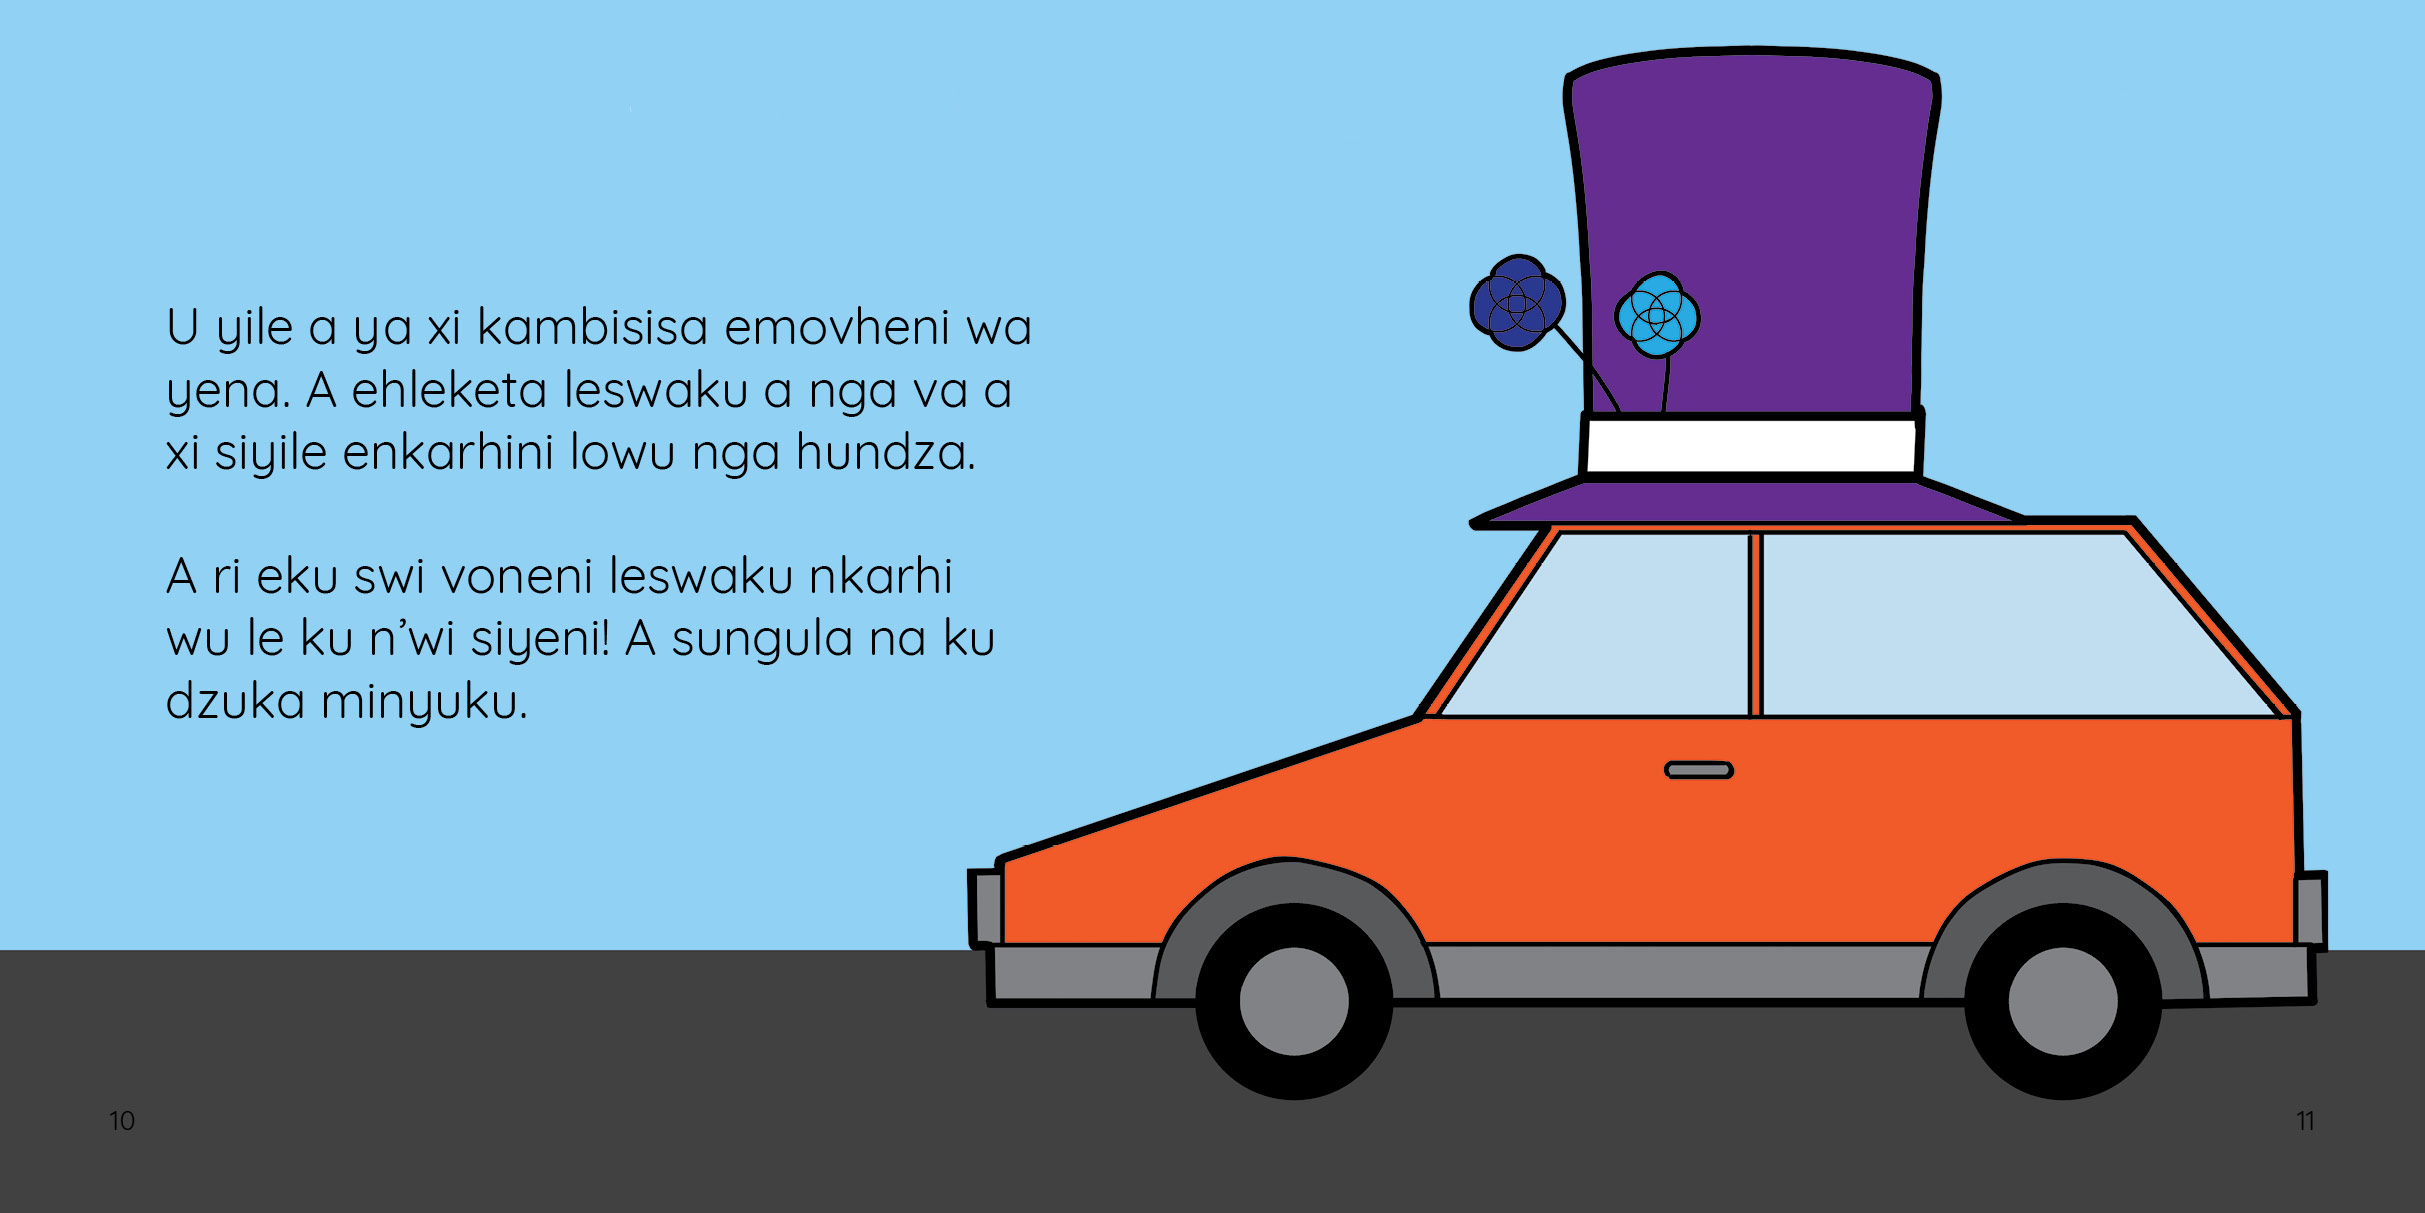 U yile a ya xi kambisisa emovheni wa
yena. A ehleketa leswaku a nga va a
xi siyile enkarhini lowu nga hundza.
A ri eku swi voneni leswaku nkarhi
wu le ku n’wi siyeni! A sungula na ku
dzuka minyuku.
10
11